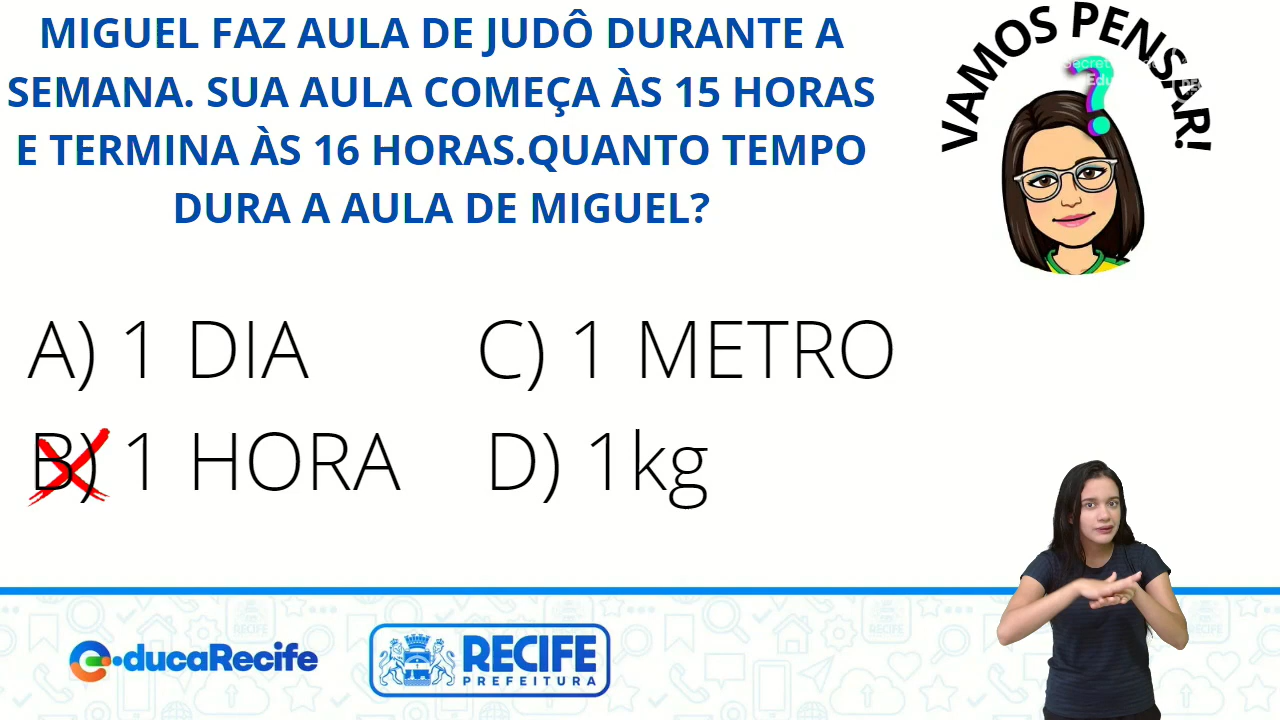 MIGUEL FAZ AULA DE JUDÔ DURANTE A
SEMANA. SUA AULA COMEÇA ÀS 15 HORAS
E TERMINA ÀS 16 HORAS.QUANTO TEMPO
DURA A AULA DE MIGUEL?
VAMOS PENSAR!
A) 1 DIA
C) 1 METRO
B) 1 HORA
D) 1kg
ducaRecife
RECIFE
PREFEITURA